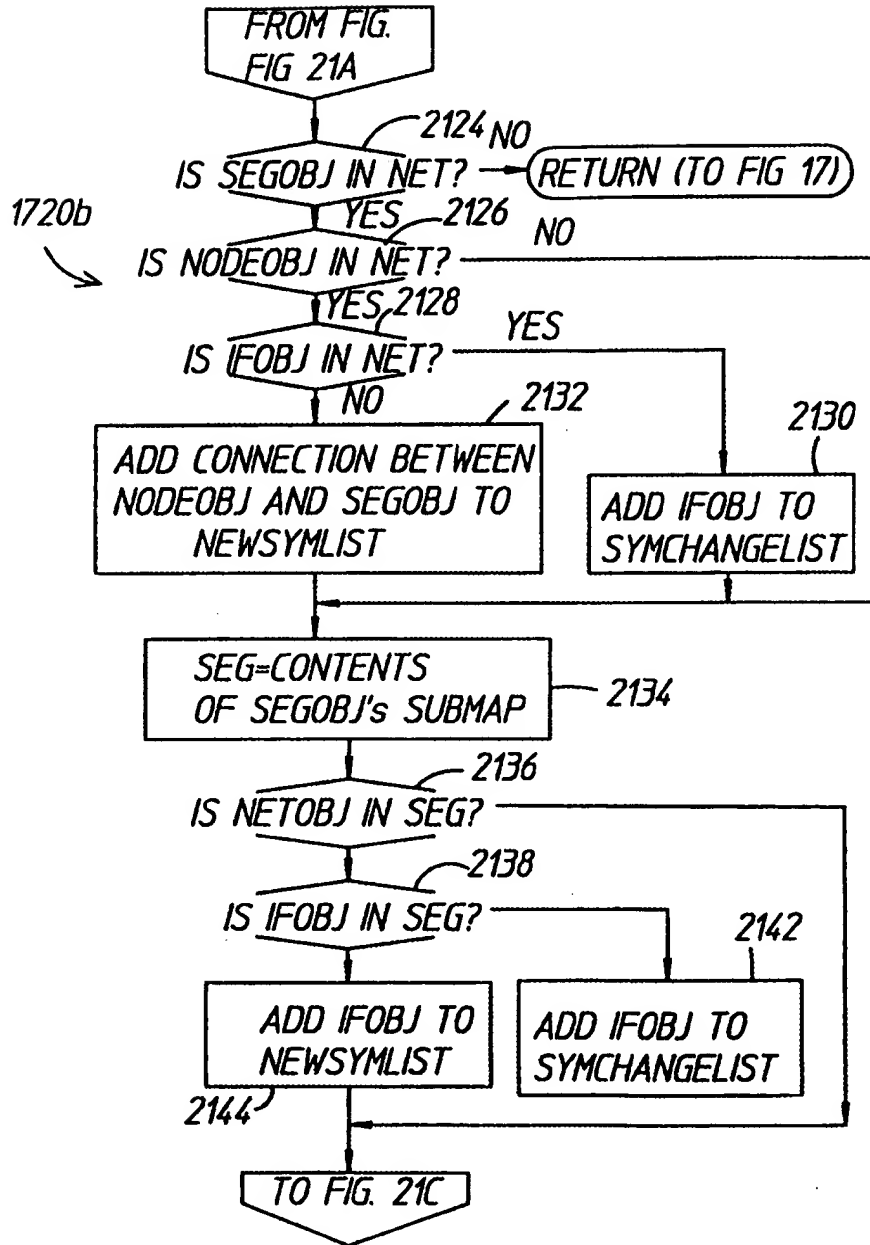 FROM FIG.
FIG 21A
2124
NO
IS SEGOBJ IN NET?
RETURN (TO FIG 17)
1720b
YES
2126
NO
IS NODEOBJ IN NET?
YES
2128
YES
IS IFOBJ IN NET?
NO
2132
2130
ADD CONNECTION BETWEEN
NODEOBJ AND SEGOBJ TO
NEWSYMLIST
ADD IFOBJ TO
SYMCHANGELIST
SEG=CONTENTS
OF SEGOBJ's SUBMAP
2134
2136
IS NETOBJ IN SEG?
2138
IS IFOBJ IN SEG?
2142
ADD IFOBJ TO
NEWSYMLIST
ADD IFOBJ TO
SYMCHANGELIST
2144
TO FIG. 21C